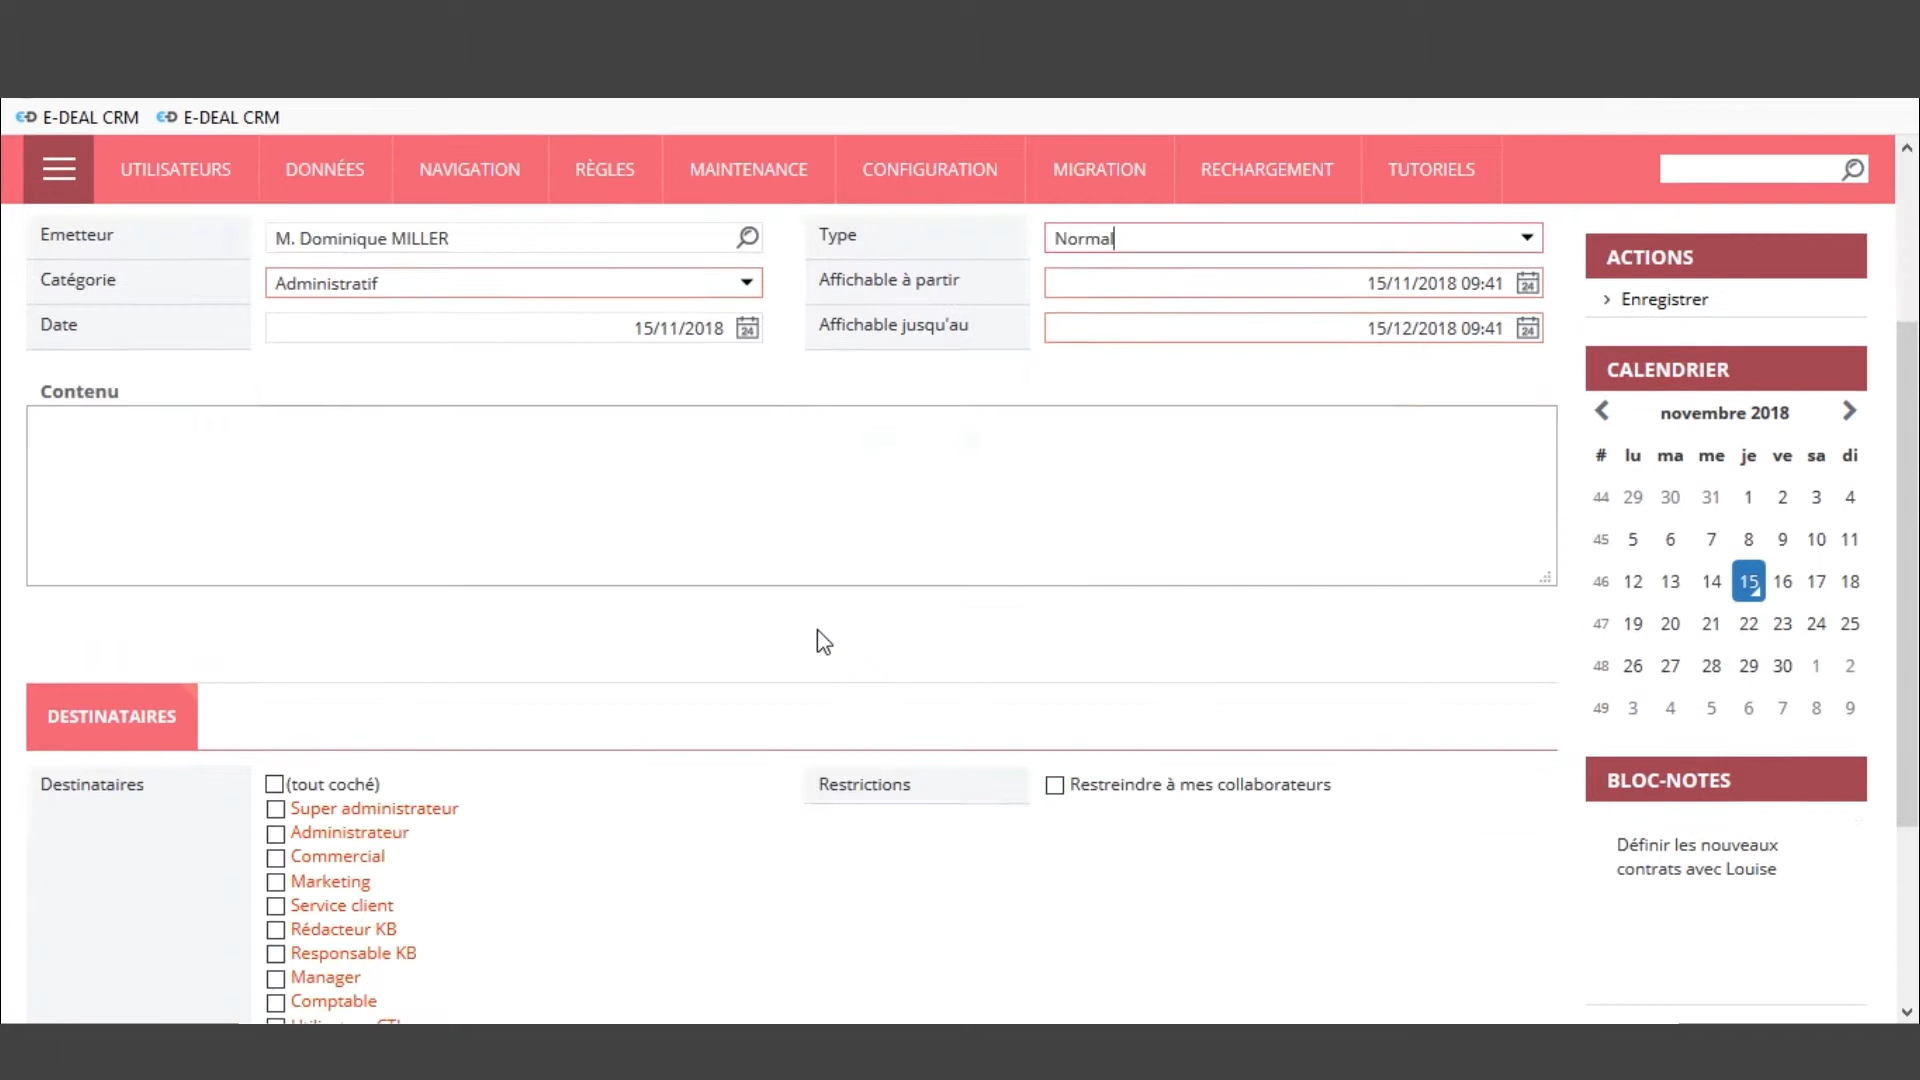 E-DEAL CRM E-DEAL CRM
UTILISATEURS DONNÉES NAVIGATION RÈGLES MAINTENANCE CONFIGURATION MIGRATION RECHARGEMENT TUTORIELS
Emetteur M. Dominique MILLER Type Normal
Catégorie Administratif Affichable à partir 15/11/2018 09:41 24
Date 15/11/2018 24 Affichable jusqu'au 15/12/2018 09:41 24
Contenu
DESTINATAIRES
Destinataires (tout coché) Restrictions Restreindre à mes collaborateurs
Super administrateur
Administrateur
Commercial
Marketing
Service client
Rédacteur KB
Responsable KB
Manager
Comptable
ACTIONS
Enregistrer
CALENDRIER
novembre 2018
# lu ma me je ve sa di
44 29 30 31 1 2 3 4
45 5 6 7 8 9 10 11
46 12 13 14 15 16 17 18
47 19 20 21 22 23 24 25
48 26 27 28 29 30 1 2
49 3 4 5 6 7 8 9
BLOC-NOTES
Définir les nouveaux
contrats avec Louise